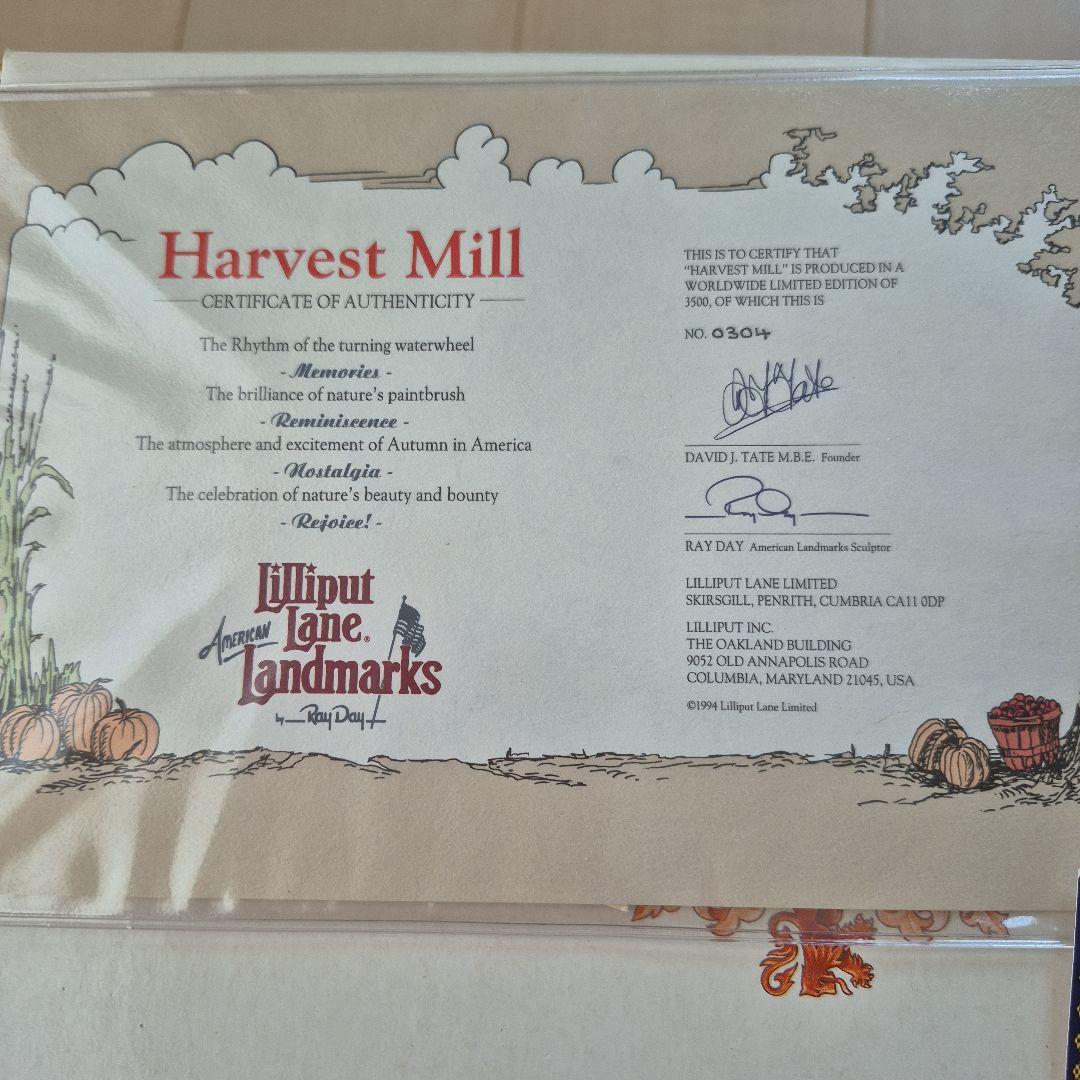 Harvest Mill
CERTIFICATE OF AUTHENTICITY
The Rhythm of the turning waterwheel
- Memories -
The brilliance of nature's paintbrush
- Reminiscence -
The atmosphere and excitement of Autumn in America
- Nostalgia -
The celebration of nature's beauty and bounty
- Rejoice! -
Lilliput
AMERICAN Lane®
Landmarks
by Ray Day
THIS IS TO CERTIFY THAT
"HARVEST MILL" IS PRODUCED IN A
WORLDWIDE LIMITED EDITION OF
3500, OF WHICH THIS IS
NO. 0304
DAVID J. TATE M.B.E. Founder
Ray Day
RAY DAY American Landmarks Sculptor
LILLIPUT LANE LIMITED
SKIRSGILL, PENRITH, CUMBRIA CA11 0DP
LILLIPUT INC.
THE OAKLAND BUILDING
9052 OLD ANNAPOLIS ROAD
COLUMBIA, MARYLAND 21045, USA
©1994 Lilliput Lane Limited